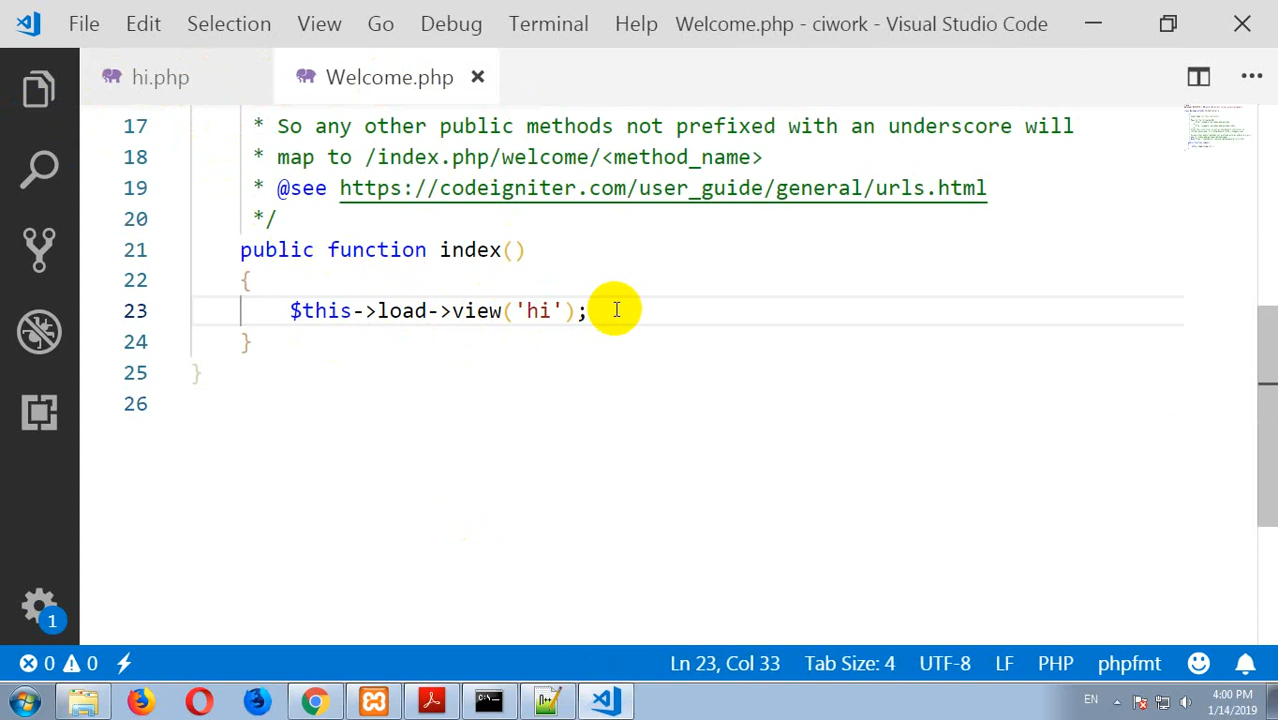 File Edit Selection View Go Debug Terminal Help Welcome.php - ciwork - Visual Studio Code
hi.php Welcome.php
17 * So any other public methods not prefixed with an underscore will
18 * map to /index.php/welcome/<method_name>
19 * @see https://codeigniter.com/user_guide/general/urls.html
20 */
21 public function index()
22 {
23 $this->load->view('hi');
24 }
25 }
26
1
0 0 Ln 23, Col 33 Tab Size: 4 UTF-8 LF PHP phpfmt
EN 4:00 PM
1/14/2019